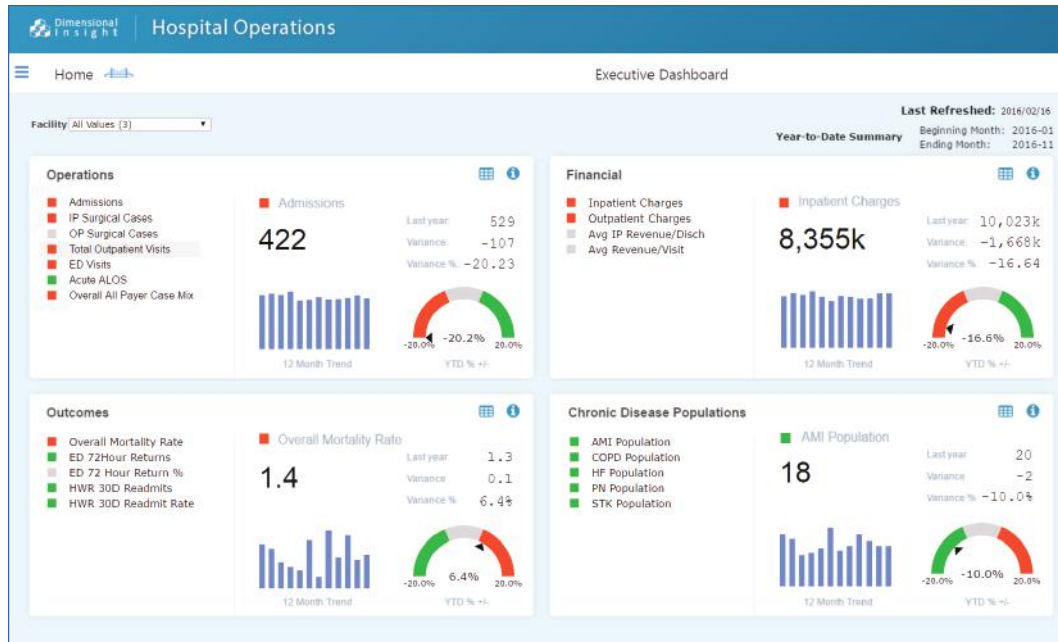 Dimensional
Insight
Hospital Operations
Home
Executive Dashboard
Last Refreshed: 2016/02/16
Facility All Values (3)
Year-to-Date Summary
Beginning Month: 2016-01
Ending Month: 2016-11
Operations
Admissions
IP Surgical Cases
OP Surgical Cases
Total Outpatient Visits
ED Visits
Acute ALOS
Overall All Payer Case Mix
Admissions
422
Last year: 529
Variance: -107
Variance %: -20.23
12 Month Trend
-20.0% -20.2% 20.0%
YTD % +/-
Financial
Inpatient Charges
Outpatient Charges
Avg IP Revenue/Disch
Avg Revenue/Visit
Inpatient Charges
8,355k
Last year: 10,023k
Variance: -1,668k
Variance %: -16.64
12 Month Trend
-20.0% -16.6% 20.0%
YTD % +/-
Outcomes
Overall Mortality Rate
ED 72Hour Returns
ED 72 Hour Return %
HWR 30D Readmits
HWR 30D Readmit Rate
Overall Mortality Rate
1.4
Last year 1.3
Variance 0.1
Variance % 6.4%
12 Month Trend
-20.0% 6.4% 20.0%
YTD % +/-
Chronic Disease Populations
AMI Population
COPD Population
HF Population
PN Population
STK Population
AMI Population
18
Last year 20
Variance -2
Variance % -10.0%
12 Month Trend
-20.0% -10.0% 20.0%
YTD % +/-